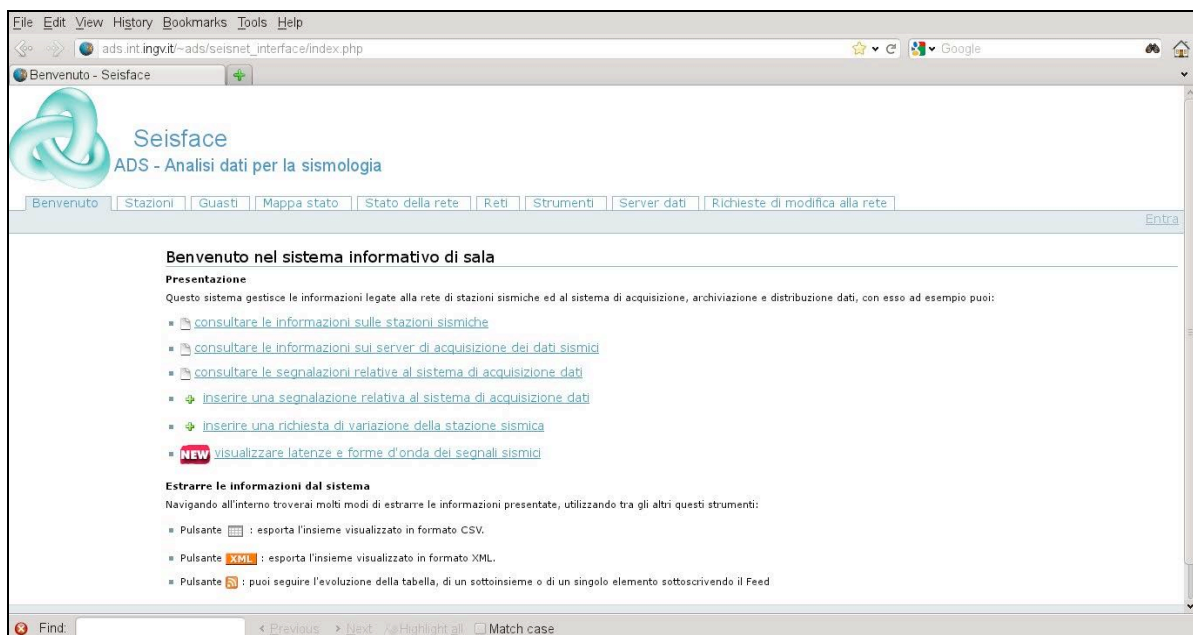 File Edit View History Bookmarks Tools Help
ads.int.ingv.it/~ads/seisnet_interface/index.php Google
Benvenuto - Seisface
Seisface
ADS - Analisi dati per la sismologia
Benvenuto Stazioni Guasti Mappa stato Stato della rete Reti Strumenti Server dati Richieste di modifica alla rete
Entra
Benvenuto nel sistema informativo di sala
Presentazione
Questo sistema gestisce le informazioni legate alla rete di stazioni sismiche ed al sistema di acquisizione, archiviazione e distribuzione dati, con esso ad esempio puoi:
consultare le informazioni sulle stazioni sismiche
consultare le informazioni sui server di acquisizione dei dati sismici
consultare le segnalazioni relative al sistema di acquisizione dati
inserire una segnalazione relativa al sistema di acquisizione dati
inserire una richiesta di variazione della stazione sismica
NEW visualizzare latenze e forme d'onda dei segnali sismici
Estrarre le informazioni dal sistema
Navigando all'interno troverai molti modi di estrarre le informazioni presentate, utilizzando tra gli altri questi strumenti:
Pulsante : esporta l'insieme visualizzato in formato CSV.
Pulsante XML : esporta l'insieme visualizzato in formato XML.
Pulsante : puoi seguire l'evoluzione della tabella, di un sottoinsieme o di un singolo elemento sottoscrivendo il Feed
Find: Previous Next Highlight all Match case